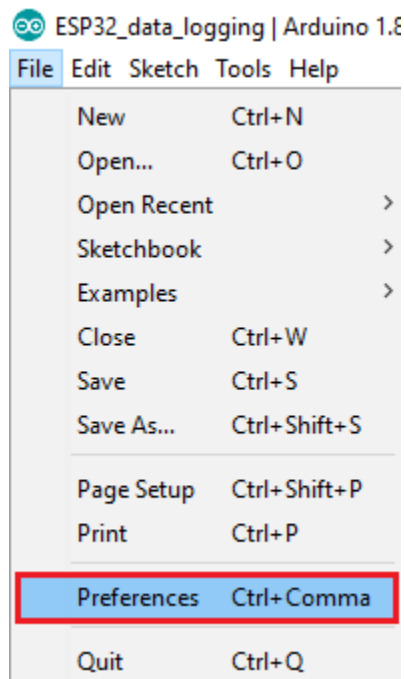 ESP32_data_logging | Arduino 1.8
File Edit Sketch Tools Help
New Ctrl+N
Open... Ctrl+O
Open Recent >
Sketchbook >
Examples >
Close Ctrl+W
Save Ctrl+S
Save As... Ctrl+Shift+S
Page Setup Ctrl+Shift+P
Print Ctrl+P
Preferences Ctrl+Comma
Quit Ctrl+Q